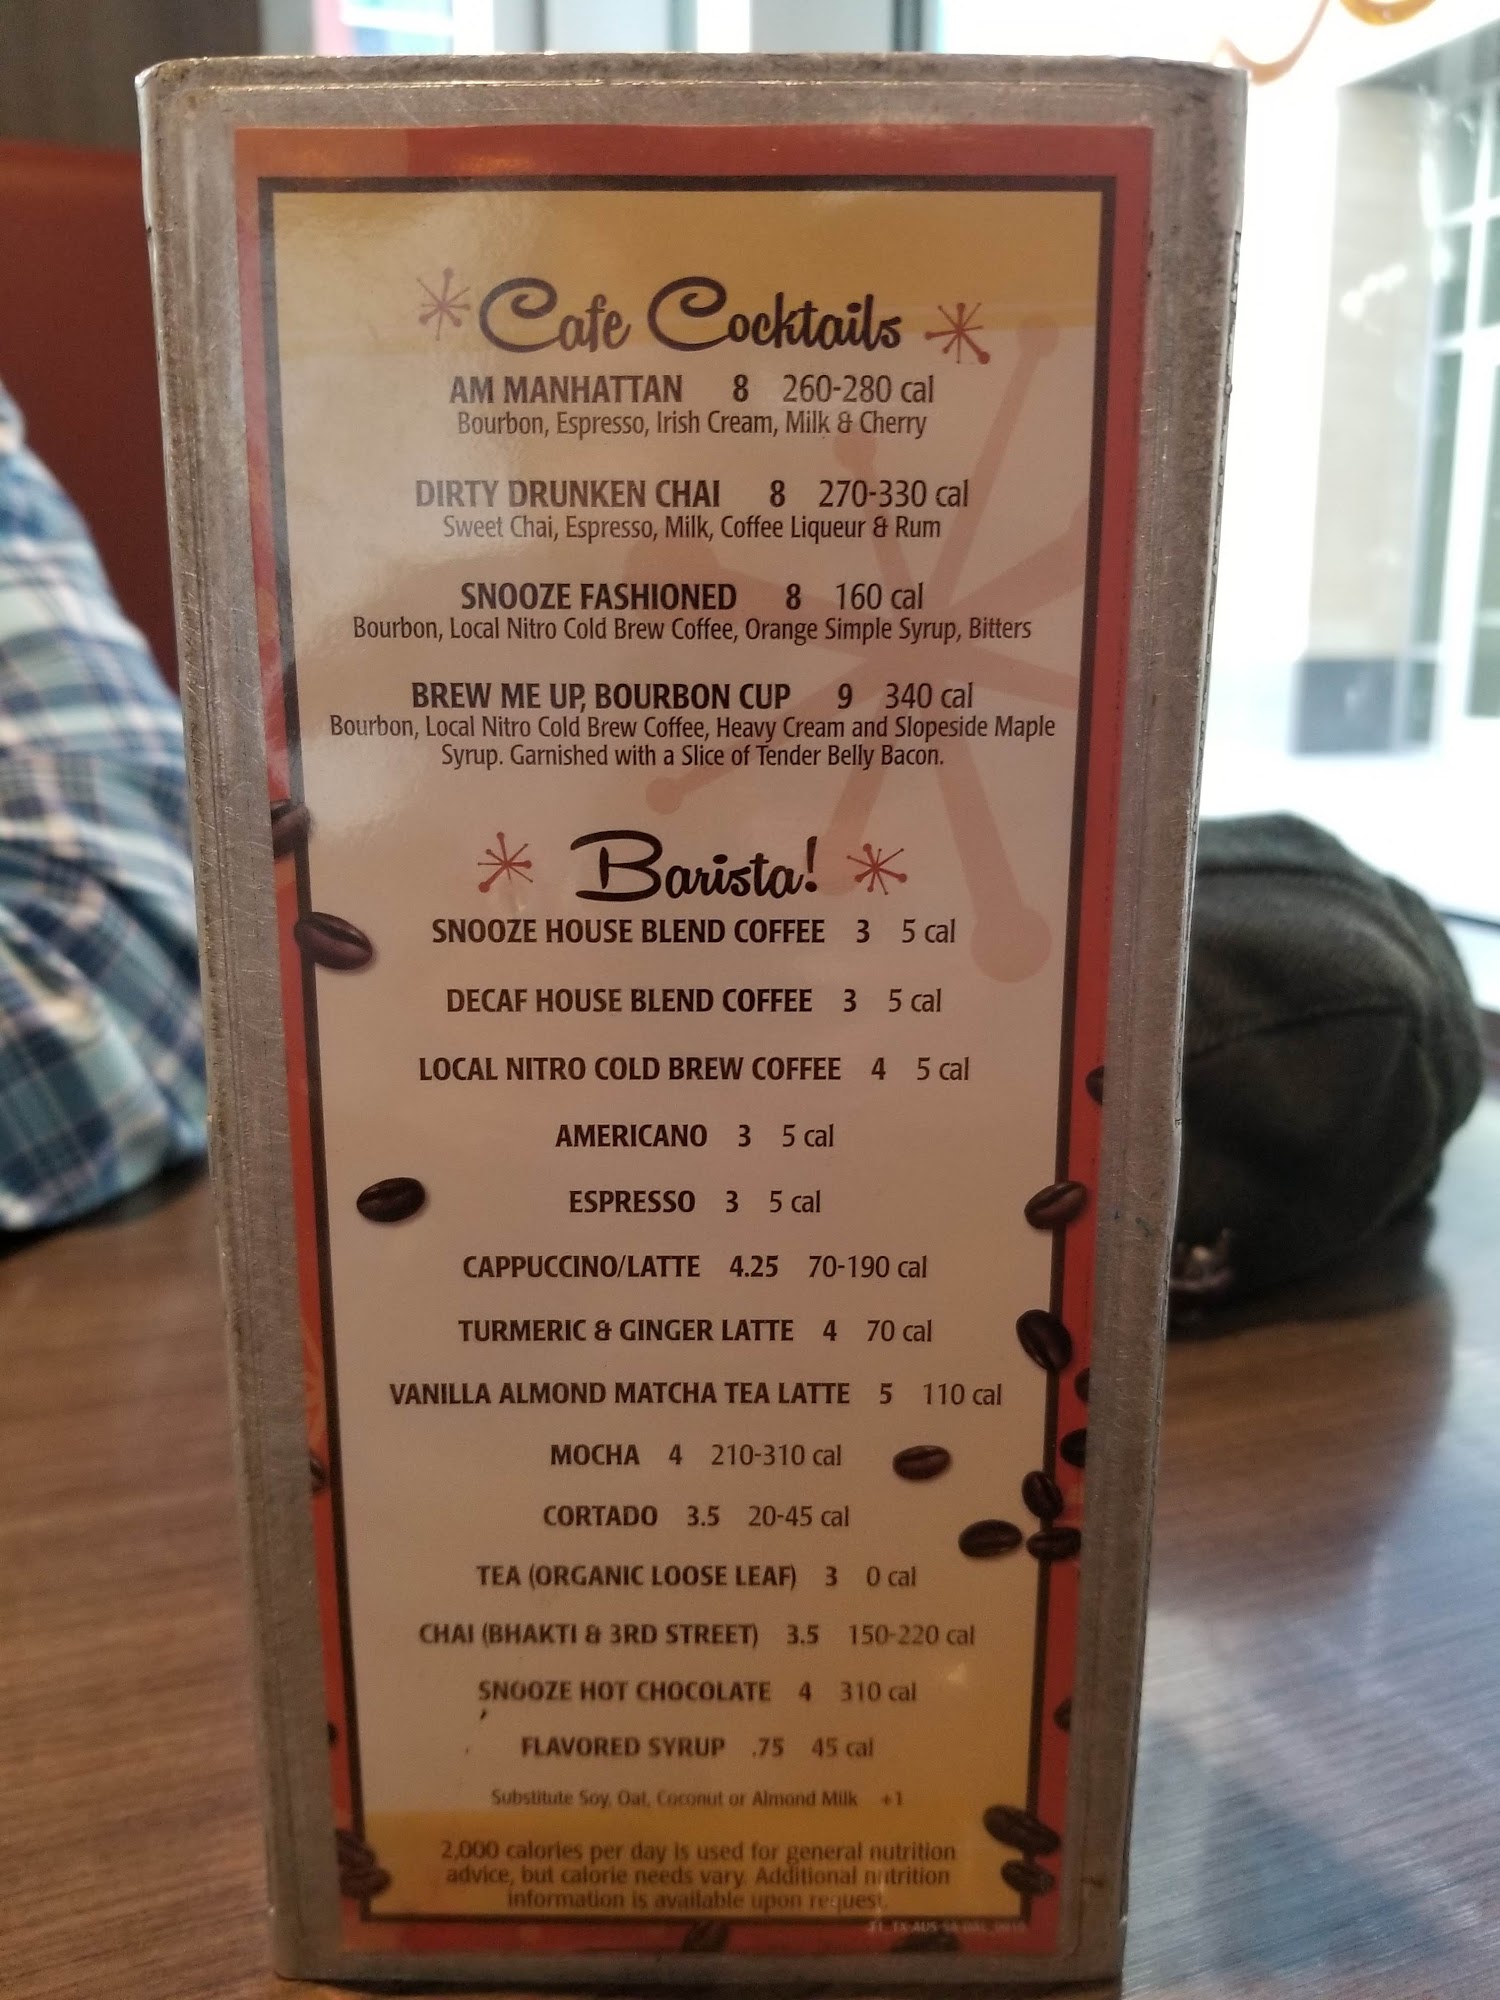 Cafe Cocktails
AM MANHATTAN 8 260-280 cal
Bourbon, Espresso, Irish Cream, Milk & Cherry
DIRTY DRUNKEN CHAI 8 270-330 cal
Sweet Chai, Espresso, Milk, Coffee Liqueur & Rum
SNOOZE FASHIONED 8 160 cal
Bourbon, Local Nitro Cold Brew Coffee, Orange Simple Syrup, Bitters
BREW ME UP, BOURBON CUP 9 340 cal
Bourbon, Local Nitro Cold Brew Coffee, Heavy Cream and Slopeside Maple
Syrup. Garnished with a Slice of Tender Belly Bacon.
Barista!
SNOOZE HOUSE BLEND COFFEE 3 5 cal
DECAF HOUSE BLEND COFFEE 3 5 cal
LOCAL NITRO COLD BREW COFFEE 4 5 cal
AMERICANO 3 5 cal
ESPRESSO 3 5 cal
CAPPUCCINO/LATTE 4.25 70-190 cal
TURMERIC & GINGER LATTE 4 70 cal
VANILLA ALMOND MATCHA TEA LATTE 5 110 cal
MOCHA 4 210-310 cal
CORTADO 3.5 20-45 cal
TEA (ORGANIC LOOSE LEAF) 3 0 cal
CHAI (BHAKTI & 3RD STREET) 3.5 150-220 cal
SNOOZE HOT CHOCOLATE 4 310 cal
FLAVORED SYRUP .75 45 cal
Substitute Soy, Oat, Coconut or Almond Milk +1
2,000 calories per day is used for general nutrition
advice, but calorie needs vary. Additional nutrition
information is available upon request.